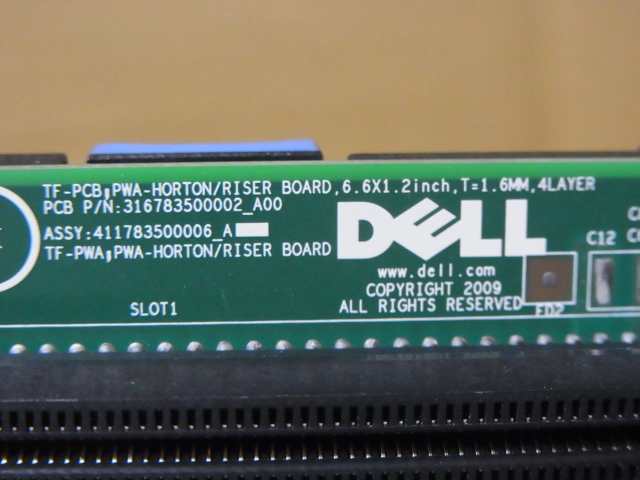 TF-PCB;PWA-HORTON/RISER BOARD,6.6X1.2inch,T=1.6MM,4LAYER
PCB P/N:316783500002_A00
ASSY:411783500006_A
TF-PWA;PWA-HORTON/RISER BOARD
DELL
www.dell.com
COPYRIGHT 2009
ALL RIGHTS RESERVED
SLOT1
C12